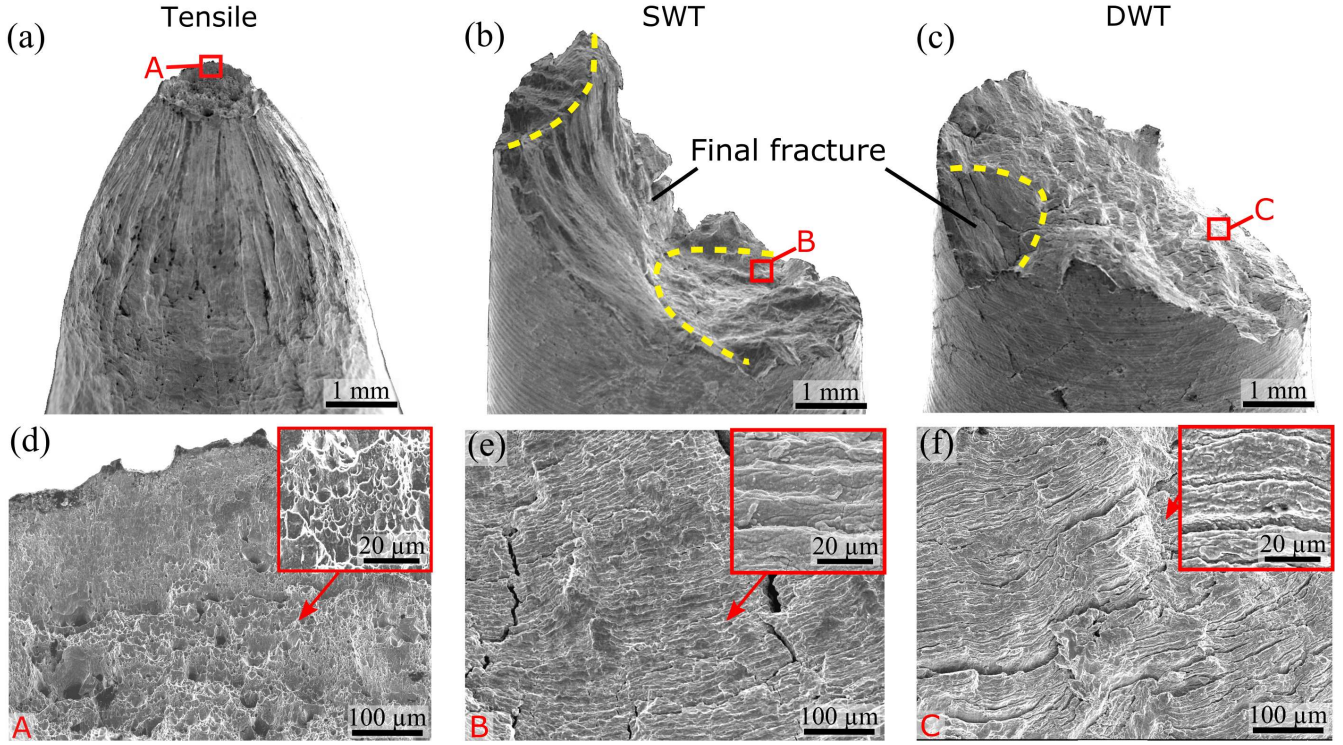 Tensile
SWT
DWT
(a)
(b)
(c)
A
Final fracture
B
C
1 mm
1 mm
1 mm
(d)
(e)
(f)
20 µm
20 µm
20 µm
A
100 µm
B
100 µm
C
100 µm